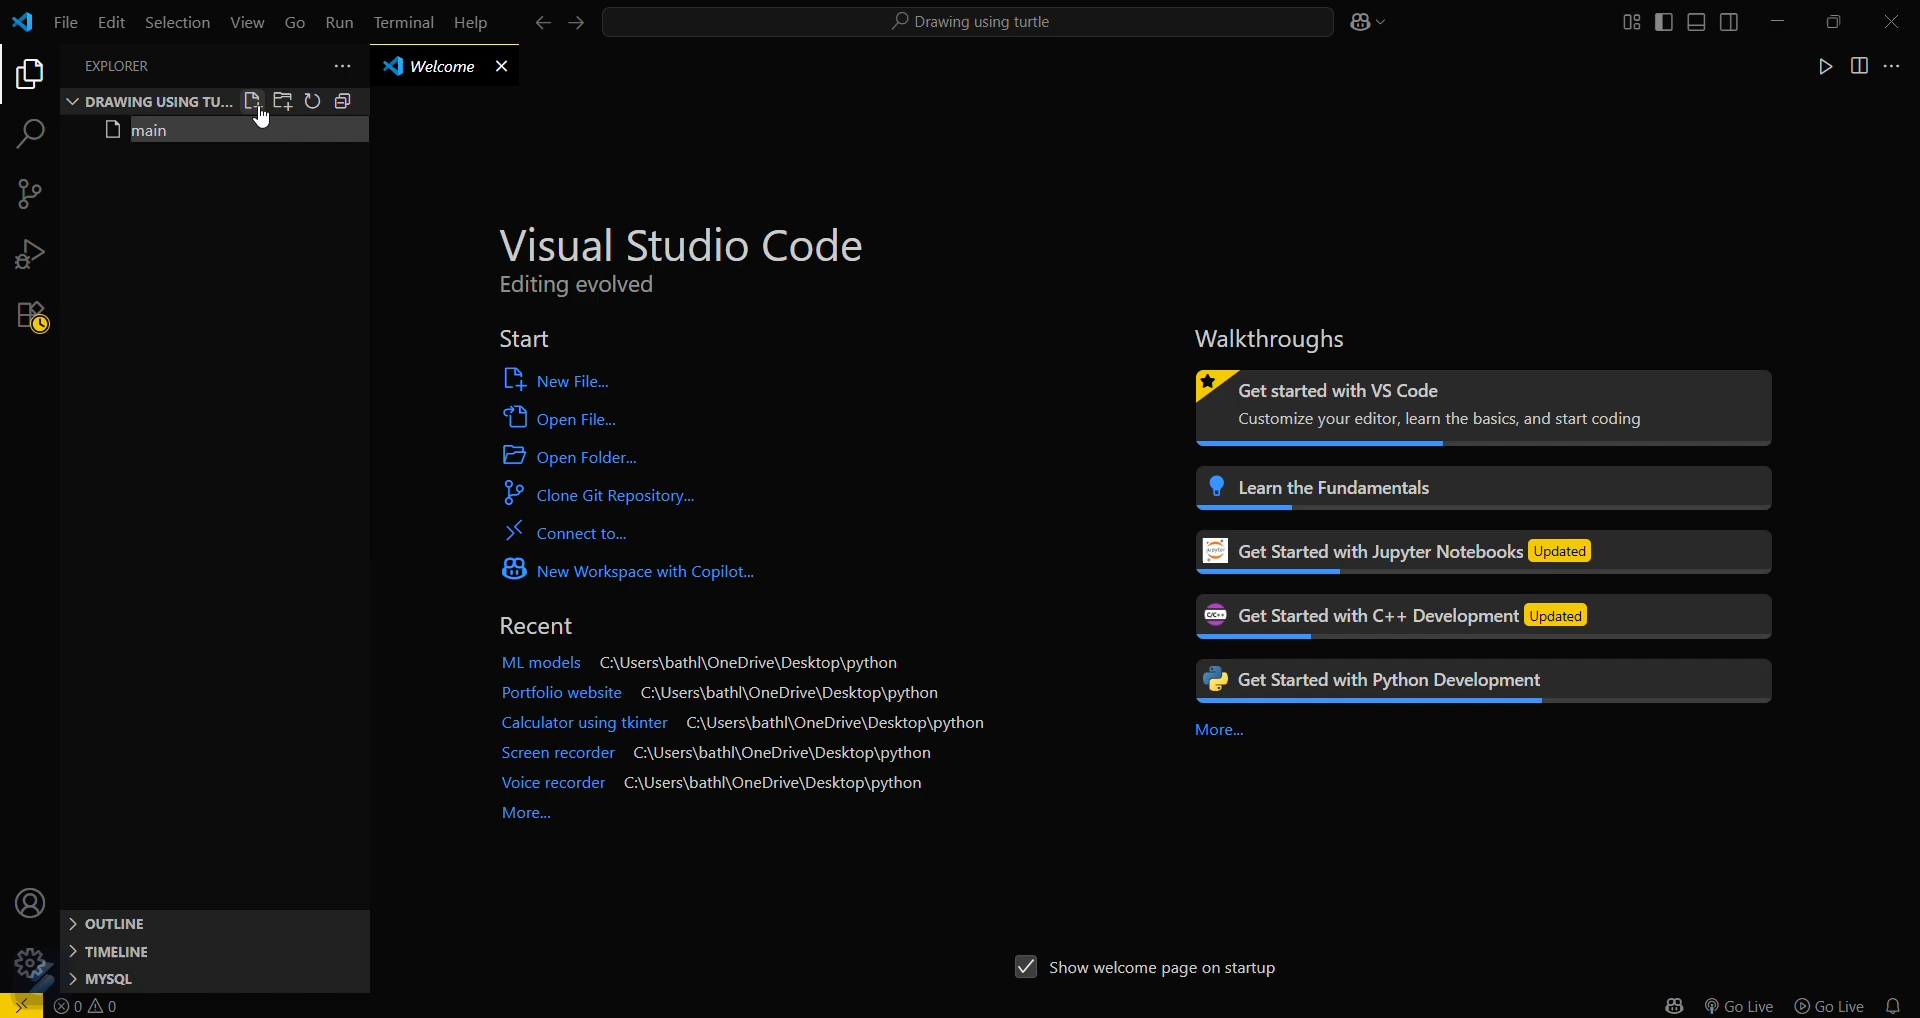 File Edit Selection View Go Run Terminal Help
Drawing using turtle
EXPLORER
Welcome
DRAWING USING TU...
main
Visual Studio Code
Editing evolved
Start
New File...
Open File...
Open Folder...
Clone Git Repository...
Connect to...
New Workspace with Copilot...
Recent
ML models C:\Users\bathl\OneDrive\Desktop\python
Portfolio website C:\Users\bathl\OneDrive\Desktop\python
Calculator using tkinter C:\Users\bathl\OneDrive\Desktop\python
Screen recorder C:\Users\bathl\OneDrive\Desktop\python
Voice recorder C:\Users\bathl\OneDrive\Desktop\python
More...
Walkthroughs
Get started with VS Code
Customize your editor, learn the basics, and start coding
Learn the Fundamentals
Get Started with Jupyter Notebooks Updated
Get Started with C++ Development Updated
Get Started with Python Development
More...
Show welcome page on startup
OUTLINE
TIMELINE
MYSQL
0 0
Go Live Go Live